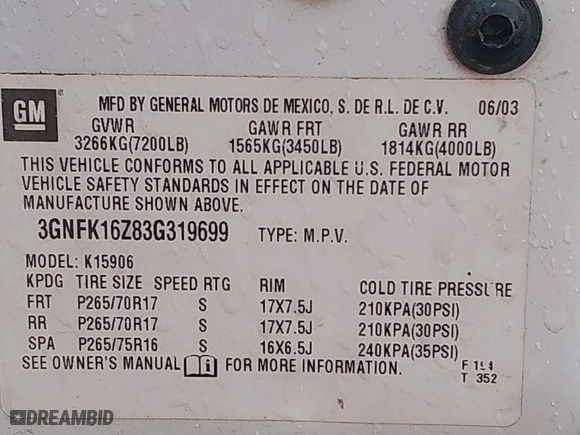 GM
MFD BY GENERAL MOTORS DE MEXICO, S. DE R.L. DE C.V. 06/03
GVWR GAWR FRT GAWR RR
3266KG(7200LB) 1565KG(3450LB) 1814KG(4000LB)
THIS VEHICLE CONFORMS TO ALL APPLICABLE U.S. FEDERAL MOTOR
VEHICLE SAFETY STANDARDS IN EFFECT ON THE DATE OF
MANUFACTURE SHOWN ABOVE.
3GNFK16Z83G319699 TYPE: M.P.V.
MODEL: K15906
KPDG TIRE SIZE SPEED RTG RIM COLD TIRE PRESSURE
FRT P265/70R17 S 17X7.5J 210KPA(30PSI)
RR P265/70R17 S 17X7.5J 210KPA(30PSI)
SPA P265/75R16 S 16X6.5J 240KPA(35PSI)
SEE OWNER'S MANUAL FOR MORE INFORMATION. F 194
T 352
DREAMBID